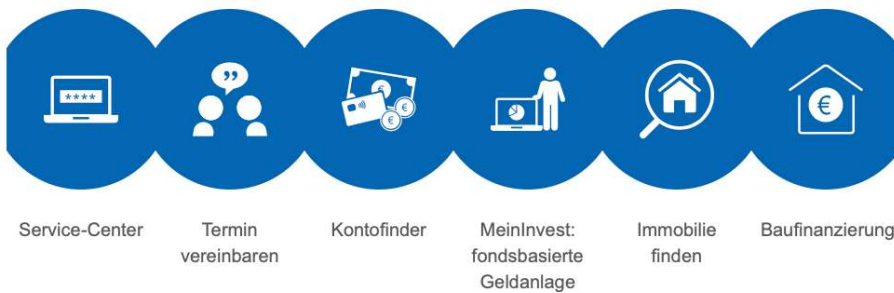 ****
”
€
€
€
€
Service-Center
Termin
vereinbaren
Kontofinder
MeinInvest:
fondsbasierte
Geldanlage
Immobilie
finden
Baufinanzierung